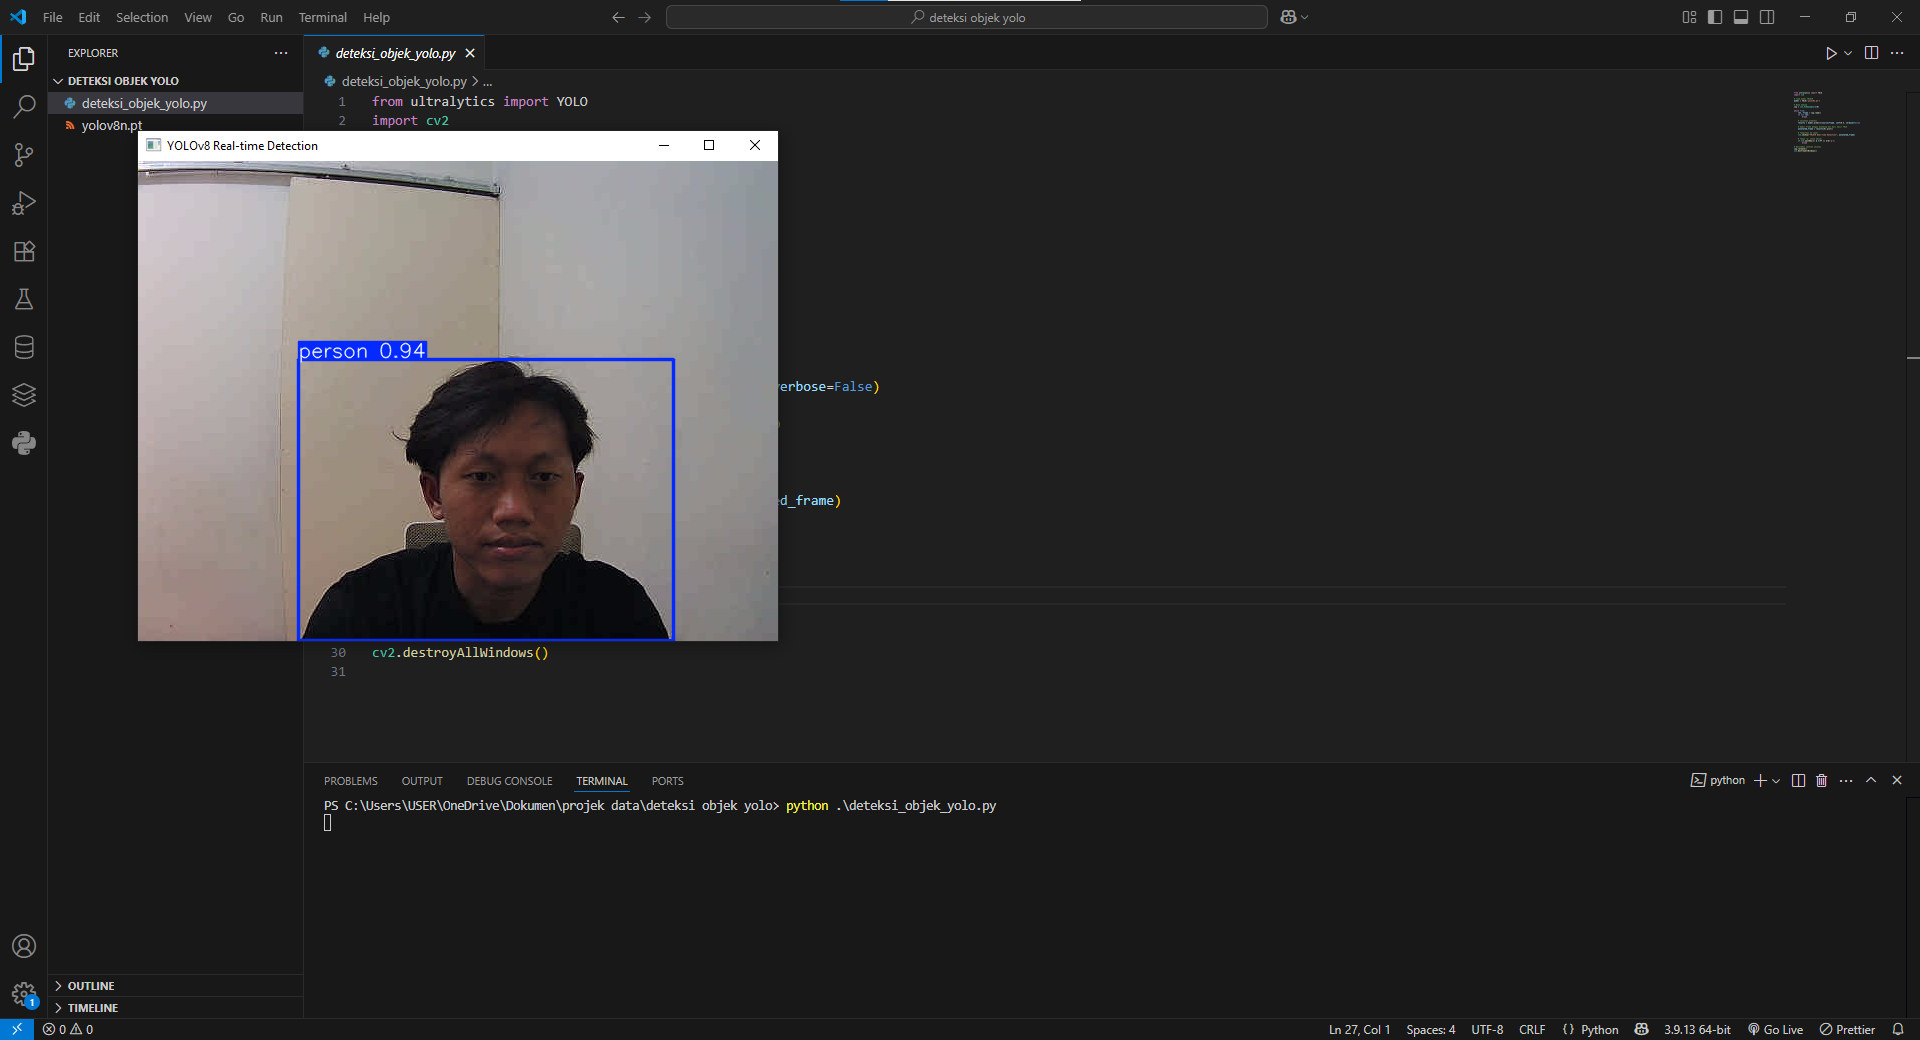 File Edit Selection View Go Run Terminal Help
deteksi objek yolo
EXPLORER
DETEKSI OBJEK YOLO
deteksi_objek_yolo.py
yolov8n.pt
OUTLINE
TIMELINE
deteksi_objek_yolo.py
deteksi_objek_yolo.py > ...
1 from ultralytics import YOLO
2 import cv2
YOLOv8 Real-time Detection
person 0.94
erbose=False)
d_frame)
30 cv2.destroyAllWindows()
31
PROBLEMS OUTPUT DEBUG CONSOLE TERMINAL PORTS
python
PS C:\Users\USER\OneDrive\Dokumen\projek data\deteksi objek yolo> python .\deteksi_objek_yolo.py
1
0 0
Ln 27, Col 1 Spaces: 4 UTF-8 CRLF {} Python 3.9.13 64-bit Go Live Prettier